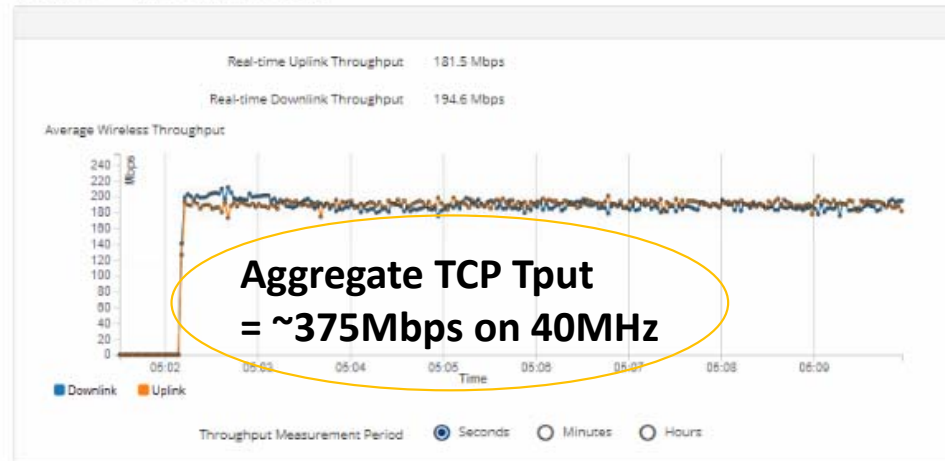 Real-time Uplink Throughput 181.5 Mbps
Real-time Downlink Throughput 194.6 Mbps
Average Wireless Throughput
Mbps
240
220
200
180
160
140
120
100
80
60
40
20
0
Aggregate TCP Tput
= ~375Mbps on 40MHz
05:02 05:03 05:04 05:05 05:06 05:07 05:08 05:09
Time
Downlink Uplink
Throughput Measurement Period Seconds Minutes Hours